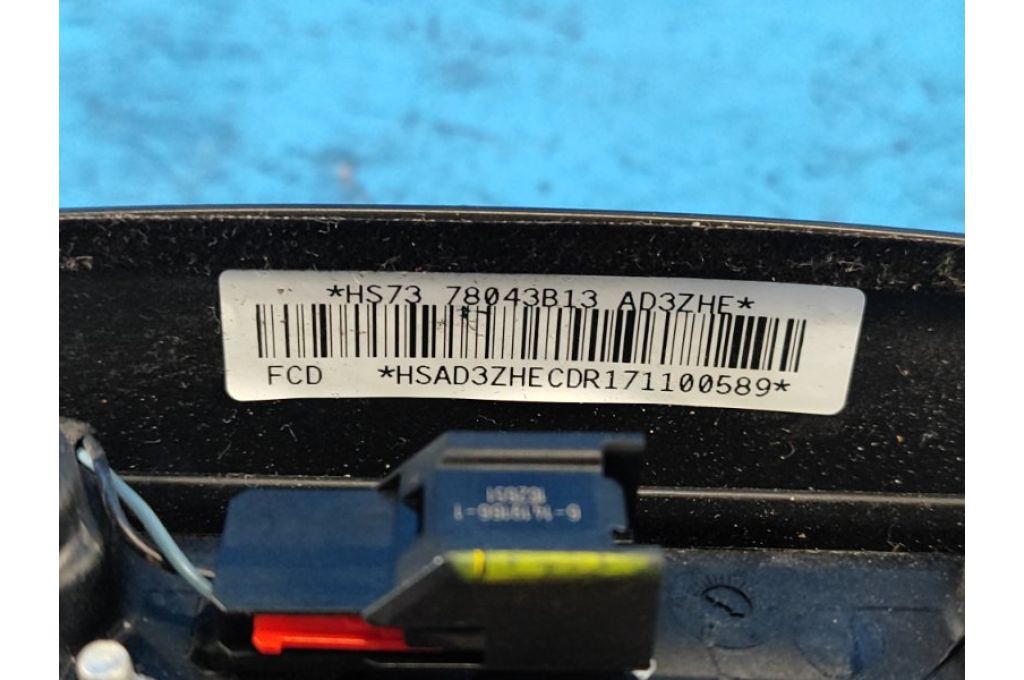 *HS73 78043B13 AD3ZHE*
*H
FCD *HSAD3ZHECDR171100589*